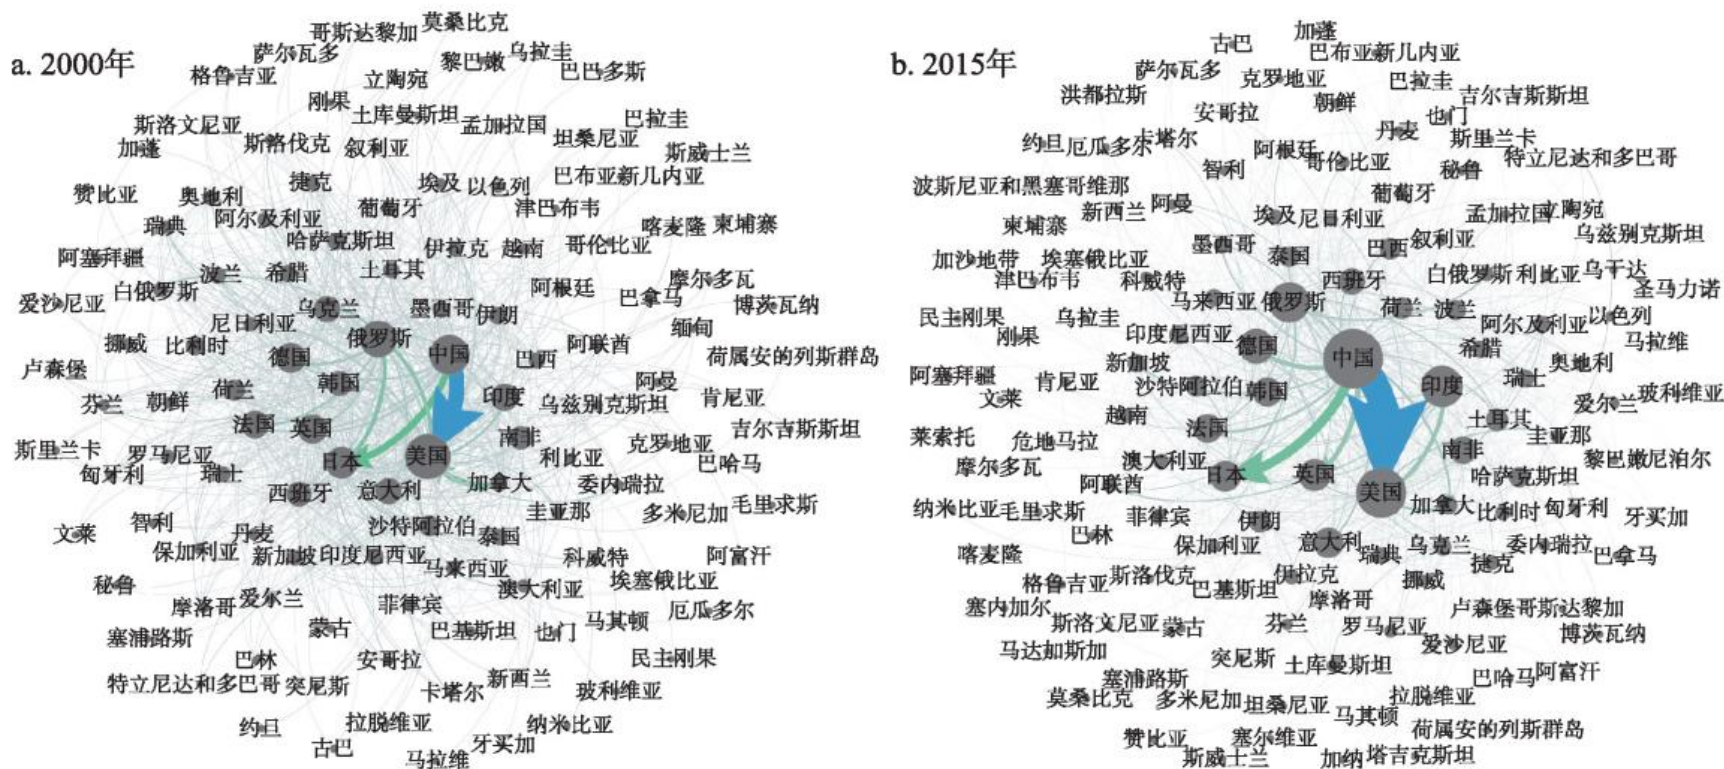 a. 2000年
哥斯达黎加
莫桑比克
萨尔瓦多
黎巴嫩
乌拉圭
格鲁吉亚
立陶宛
巴巴多斯
刚果
土库曼斯坦
孟加拉国
巴拉圭
斯洛文尼亚
斯洛伐克
叙利亚
坦桑尼亚
加蓬
斯威士兰
捷克
埃及
以色列
巴布亚新几内亚
赞比亚
奥地利
葡萄牙
津巴布韦
瑞典
阿尔及利亚
喀麦隆
柬埔寨
哈萨克斯坦
伊拉克
越南
哥伦比亚
阿塞拜疆
波兰
希腊
土耳其
摩尔多瓦
白俄罗斯
阿根廷
巴拿马
爱沙尼亚
乌克兰
墨西哥
伊朗
博茨瓦纳
尼日利亚
俄罗斯
缅甸
挪威
比利时
德国
中国
巴西
阿联酋
荷属安的列斯群岛
卢森堡
韩国
阿曼
荷兰
印度
乌兹别克斯坦
肯尼亚
芬兰
朝鲜
法国
英国
南非
克罗地亚
吉尔吉斯斯坦
斯里兰卡
罗马尼亚
日本
美国
利比亚
巴哈马
匈牙利
瑞士
西班牙
意大利
加拿大
委内瑞拉
智利
沙特阿拉伯
圭亚那
多米尼加
毛里求斯
文莱
丹麦
泰国
保加利亚
新加坡
印度尼西亚
马来西亚
科威特
阿富汗
秘鲁
澳大利亚
埃塞俄比亚
摩洛哥
爱尔兰
菲律宾
马其顿
厄瓜多尔
塞浦路斯
蒙古
巴基斯坦
也门
巴林
安哥拉
民主刚果
特立尼达和多巴哥
突尼斯
卡塔尔
新西兰
玻利维亚
约旦
拉脱维亚
纳米比亚
古巴
马拉维
牙买加
b. 2015年
加蓬
古巴
巴布亚新几内亚
萨尔瓦多
克罗地亚
巴拉圭
洪都拉斯
朝鲜
吉尔吉斯斯坦
安哥拉
也门
丹麦
约旦
厄瓜多尔
卡塔尔
阿根廷
斯里兰卡
智利
哥伦比亚
秘鲁
特立尼达和多巴哥
波斯尼亚和黑塞哥维那
葡萄牙
新西兰
阿曼
埃及
尼日利亚
孟加拉国
立陶宛
柬埔寨
墨西哥
泰国
巴西
叙利亚
乌兹别克斯坦
加沙地带
埃塞俄比亚
津巴布韦
科威特
西班牙
白俄罗斯
利比亚
乌干达
马来西亚
俄罗斯
荷兰
波兰
圣马力诺
民主刚果
乌拉圭
阿尔及利亚
以色列
刚果
印度尼西亚
德国
希腊
马拉维
新加坡
中国
奥地利
阿塞拜疆
肯尼亚
沙特阿拉伯
韩国
印度
瑞士
文莱
越南
爱尔兰
玻利维亚
法国
土耳其
莱索托
危地马拉
南非
圭亚那
摩尔多瓦
澳大利亚
日本
英国
哈萨克斯坦
黎巴嫩
尼泊尔
阿联酋
美国
纳米比亚
毛里求斯
菲律宾
伊朗
加拿大
比利时
匈牙利
牙买加
巴林
保加利亚
意大利
瑞典
乌克兰
委内瑞拉
喀麦隆
捷克
巴拿马
格鲁吉亚
斯洛伐克
巴基斯坦
伊拉克
挪威
塞内加尔
摩洛哥
卢森堡
哥斯达黎加
斯洛文尼亚
蒙古
芬兰
罗马尼亚
博茨瓦纳
马达加斯加
爱沙尼亚
突尼斯
土库曼斯坦
塞浦路斯
巴哈马
阿富汗
莫桑比克
多米尼加
坦桑尼亚
拉脱维亚
马其顿
赞比亚
塞尔维亚
荷属安的列斯群岛
斯威士兰
加纳
塔吉克斯坦